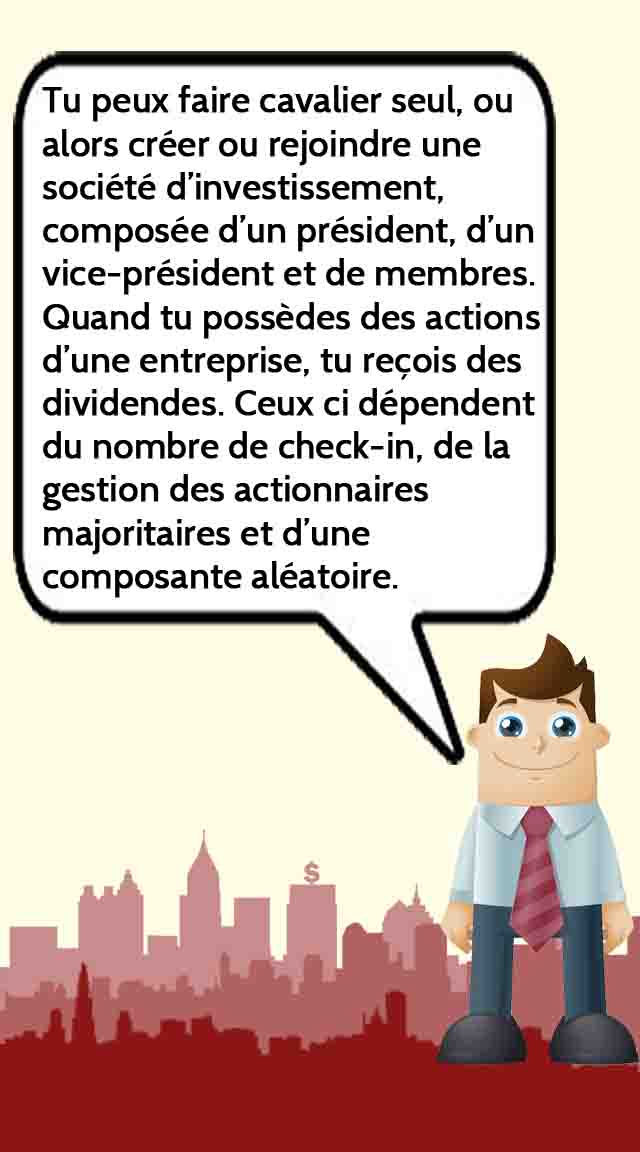 Tu peux faire cavalier seul, ou
alors créer ou rejoindre une
société d’investissement,
composée d’un président, d’un
vice-président et de membres.
Quand tu possèdes des actions
d’une entreprise, tu reçois des
dividendes. Ceux ci dépendent
du nombre de check-in, de la
gestion des actionnaires
majoritaires et d’une
composante aléatoire.
$